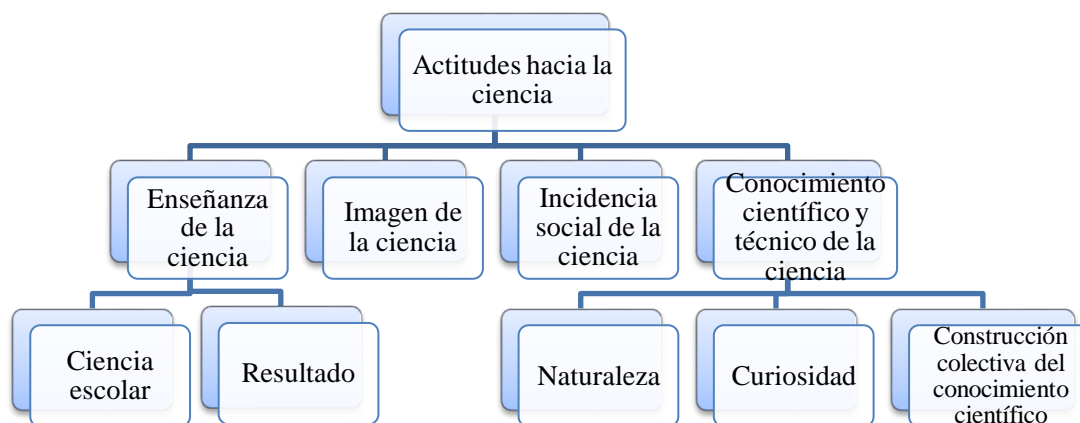 Actitudes hacia la
ciencia
Enseñanza
de la
ciencia
Imagen de
la ciencia
Incidencia
social de la
ciencia
Conocimiento
científico y
técnico de la
ciencia
Ciencia
escolar
Resultado
Naturaleza
Curiosidad
Construcción
colectiva del
conocimiento
científico